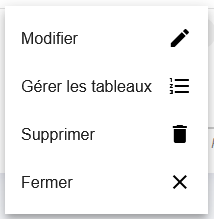 Modifier
Gérer les tableaux
Supprimer
Fermer